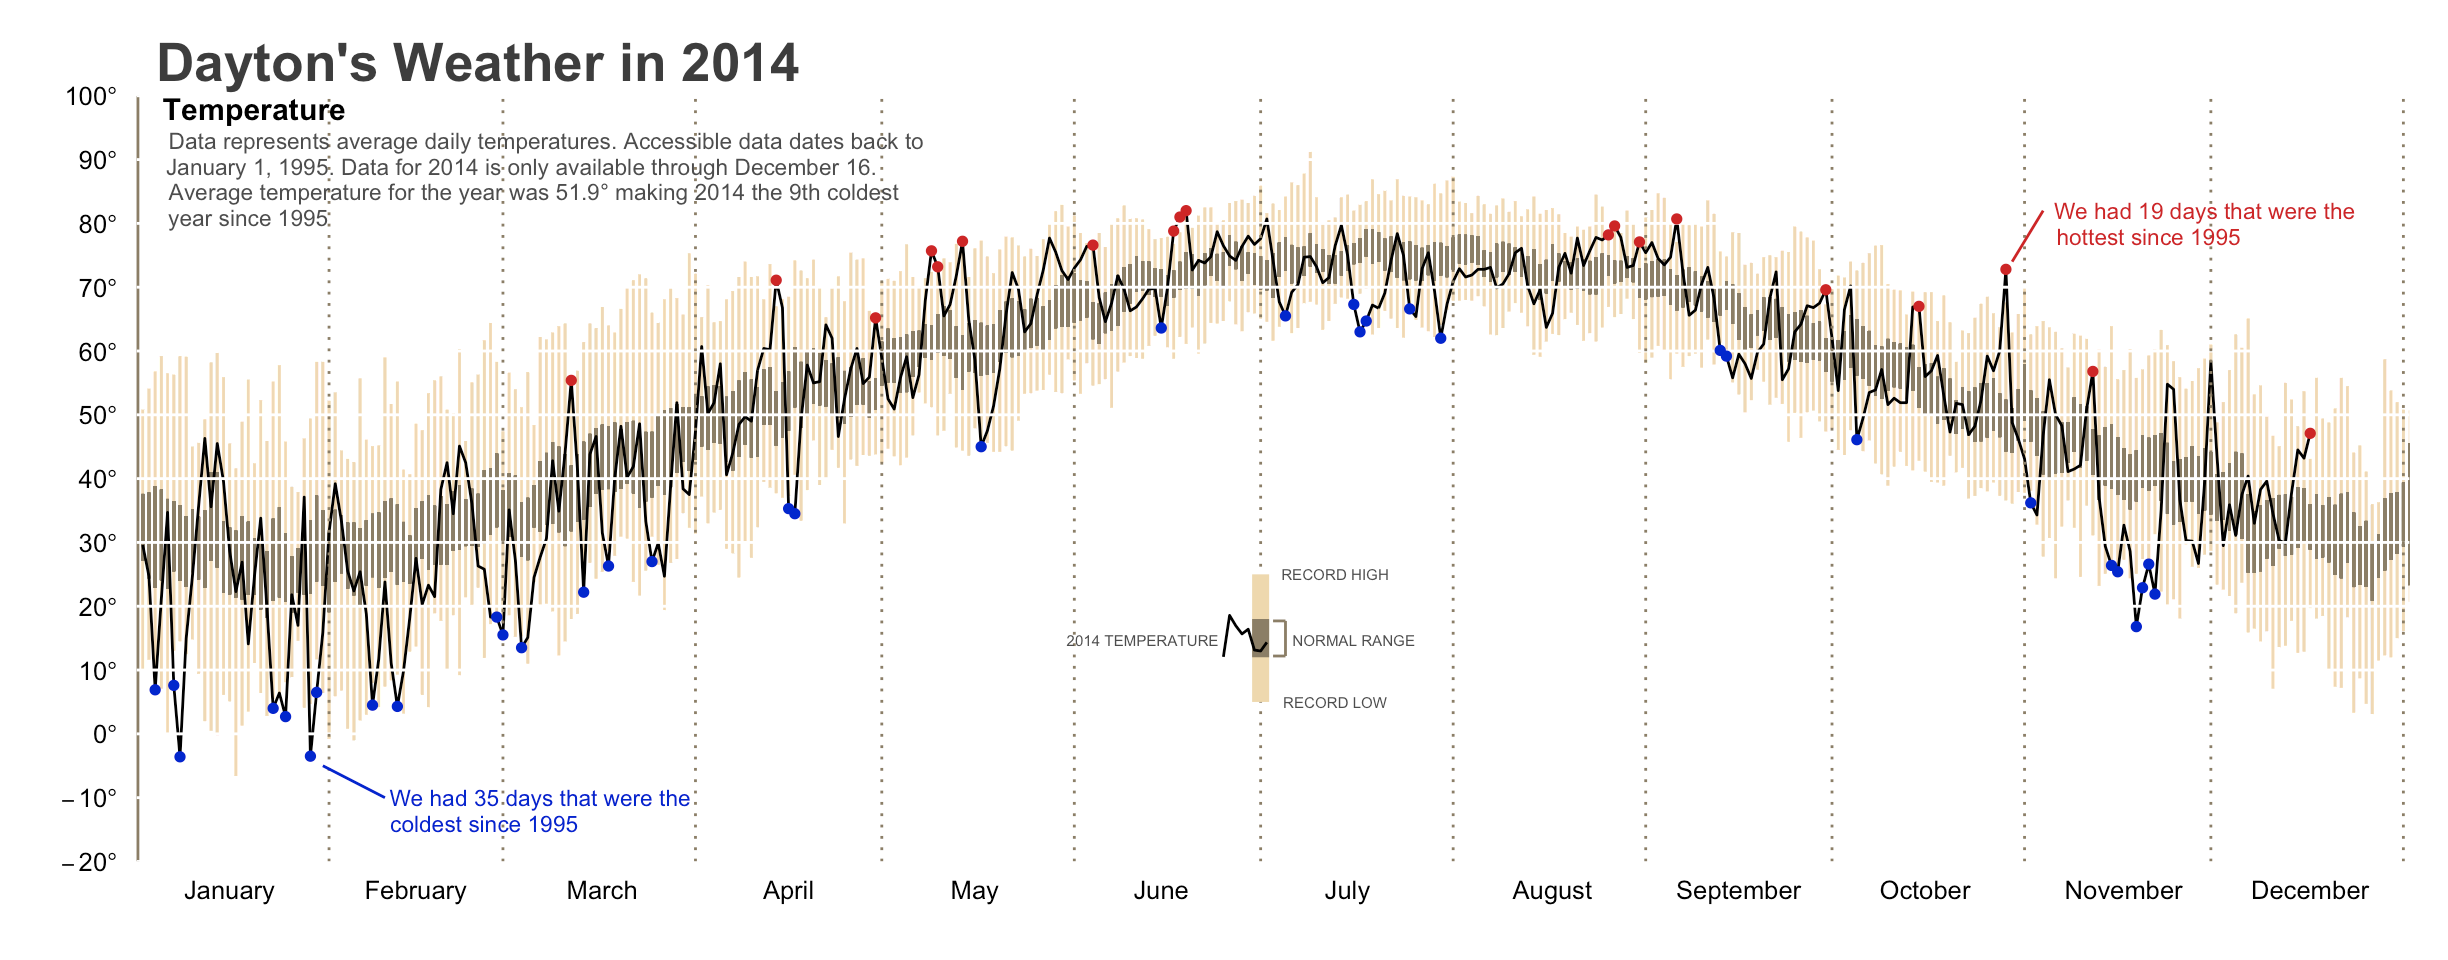 Dayton's Weather in 2014
Temperature
Data represents average daily temperatures. Accessible data dates back to
January 1, 1995. Data for 2014 is only available through December 16.
Average temperature for the year was 51.9° making 2014 the 9th coldest
year since 1995
100°
90°
80°
70°
60°
50°
40°
30°
20°
10°
0°
−10°
−20°
We had 19 days that were the
hottest since 1995
RECORD HIGH
2014 TEMPERATURE
NORMAL RANGE
RECORD LOW
We had 35 days that were the
coldest since 1995
January February March April May June July August September October November December